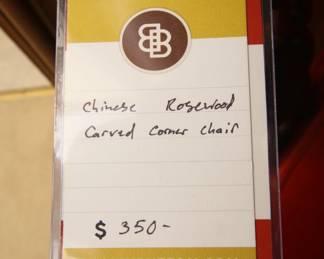 Chinese Rosewood
Carved Corner Chair
$ 350-